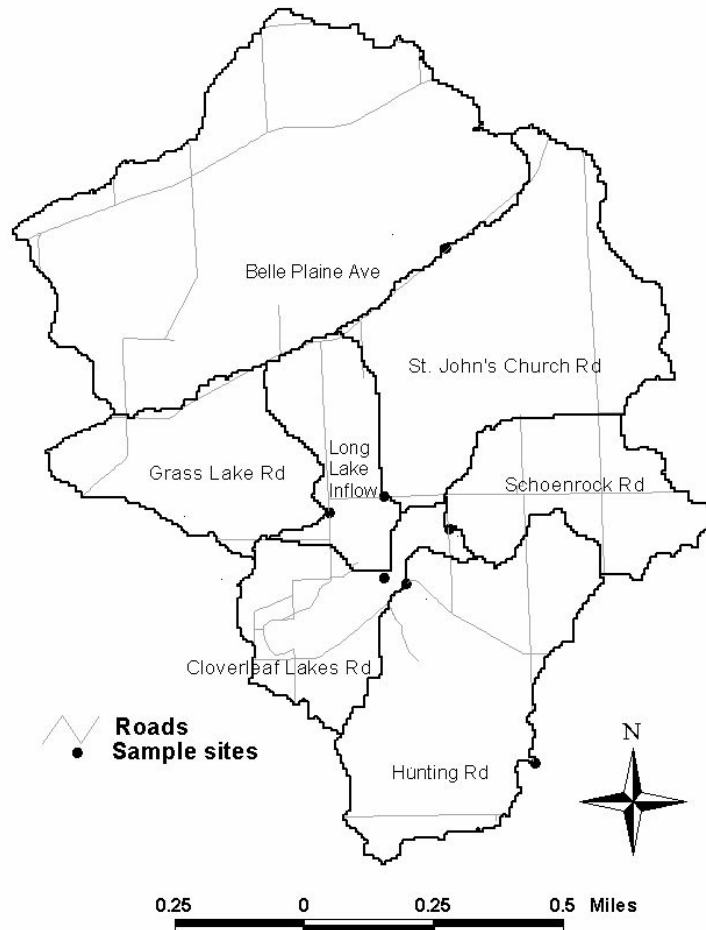 Belle Plaine Ave
St. John's Church Rd
Long
Lake
Inflow
Grass Lake Rd
Schoenrock Rd
Cloverleaf Lakes Rd
Roads
Sample sites
N
Hunting Rd
0.25 0 0.25 0.5 Miles